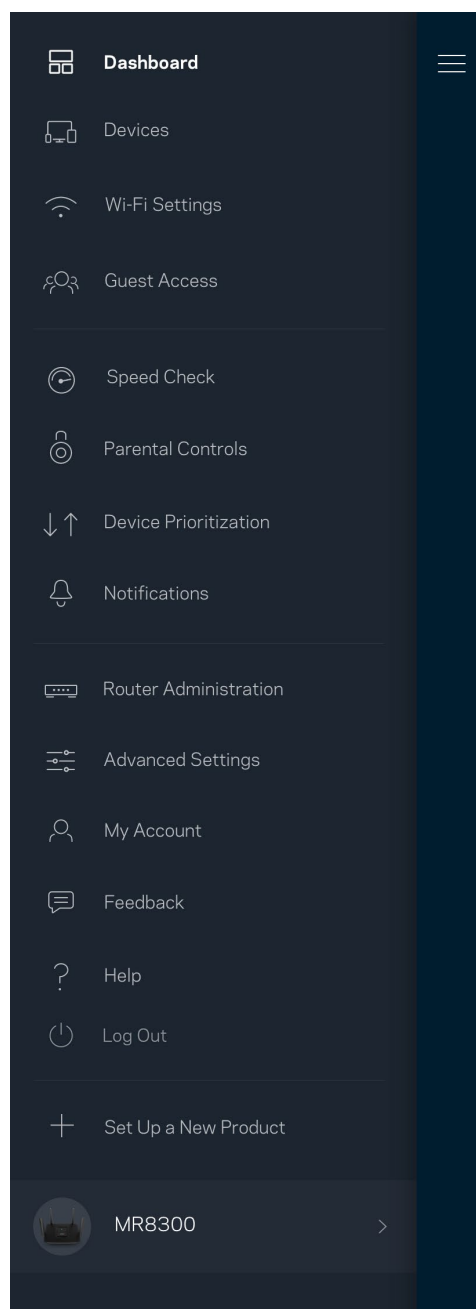 Dashboard
Devices
Wi-Fi Settings
Guest Access
Speed Check
Parental Controls
Device Prioritization
Notifications
Router Administration
Advanced Settings
My Account
Feedback
Help
Log Out
Set Up a New Product
MR8300